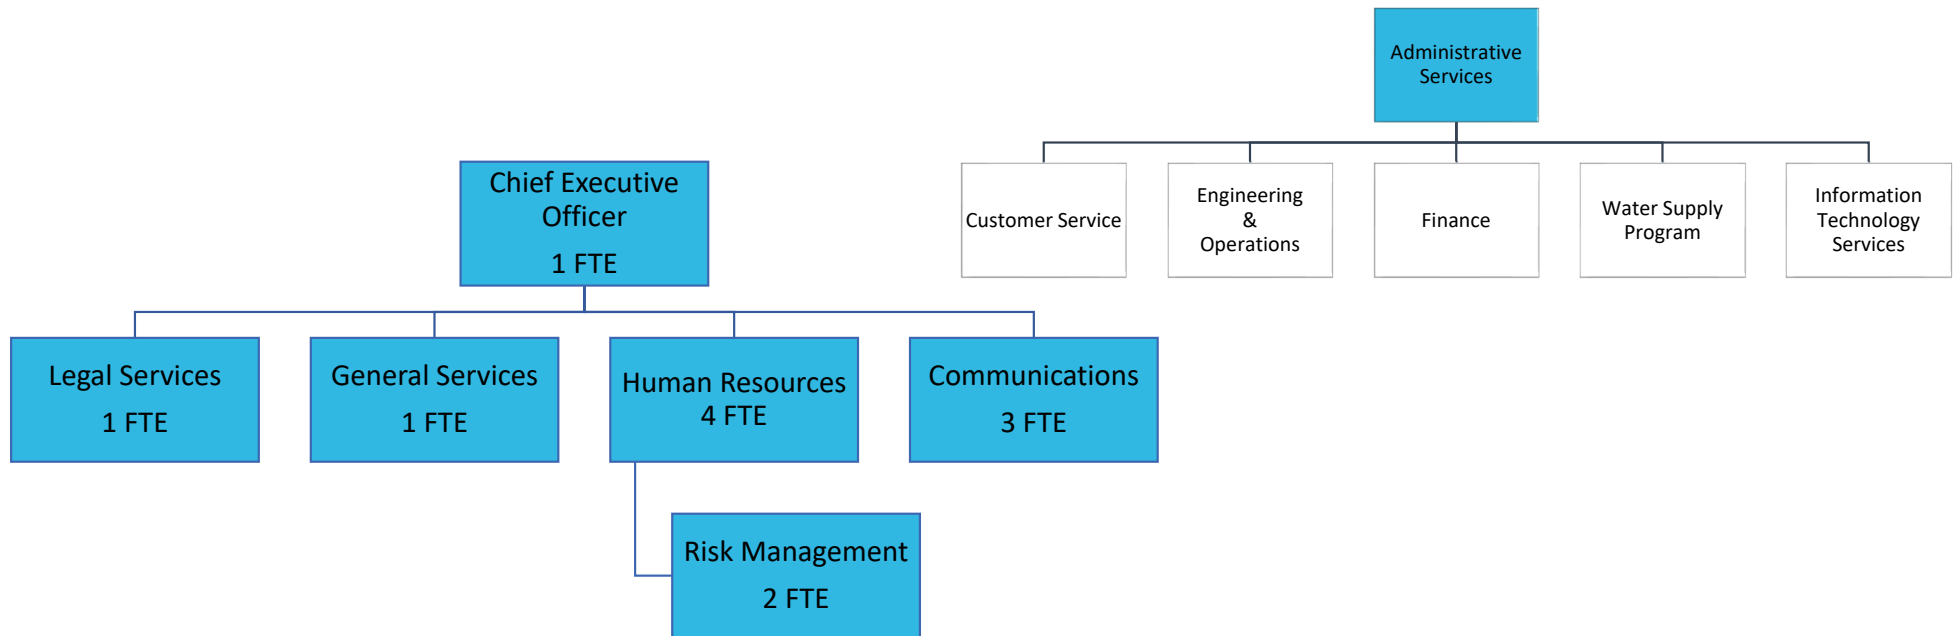 Administrative
Services
Customer Service
Engineering
&
Operations
Finance
Water Supply
Program
Information
Technology
Services
Chief Executive
Officer
1 FTE
Legal Services
1 FTE
General Services
1 FTE
Human Resources
4 FTE
Communications
3 FTE
Risk Management
2 FTE